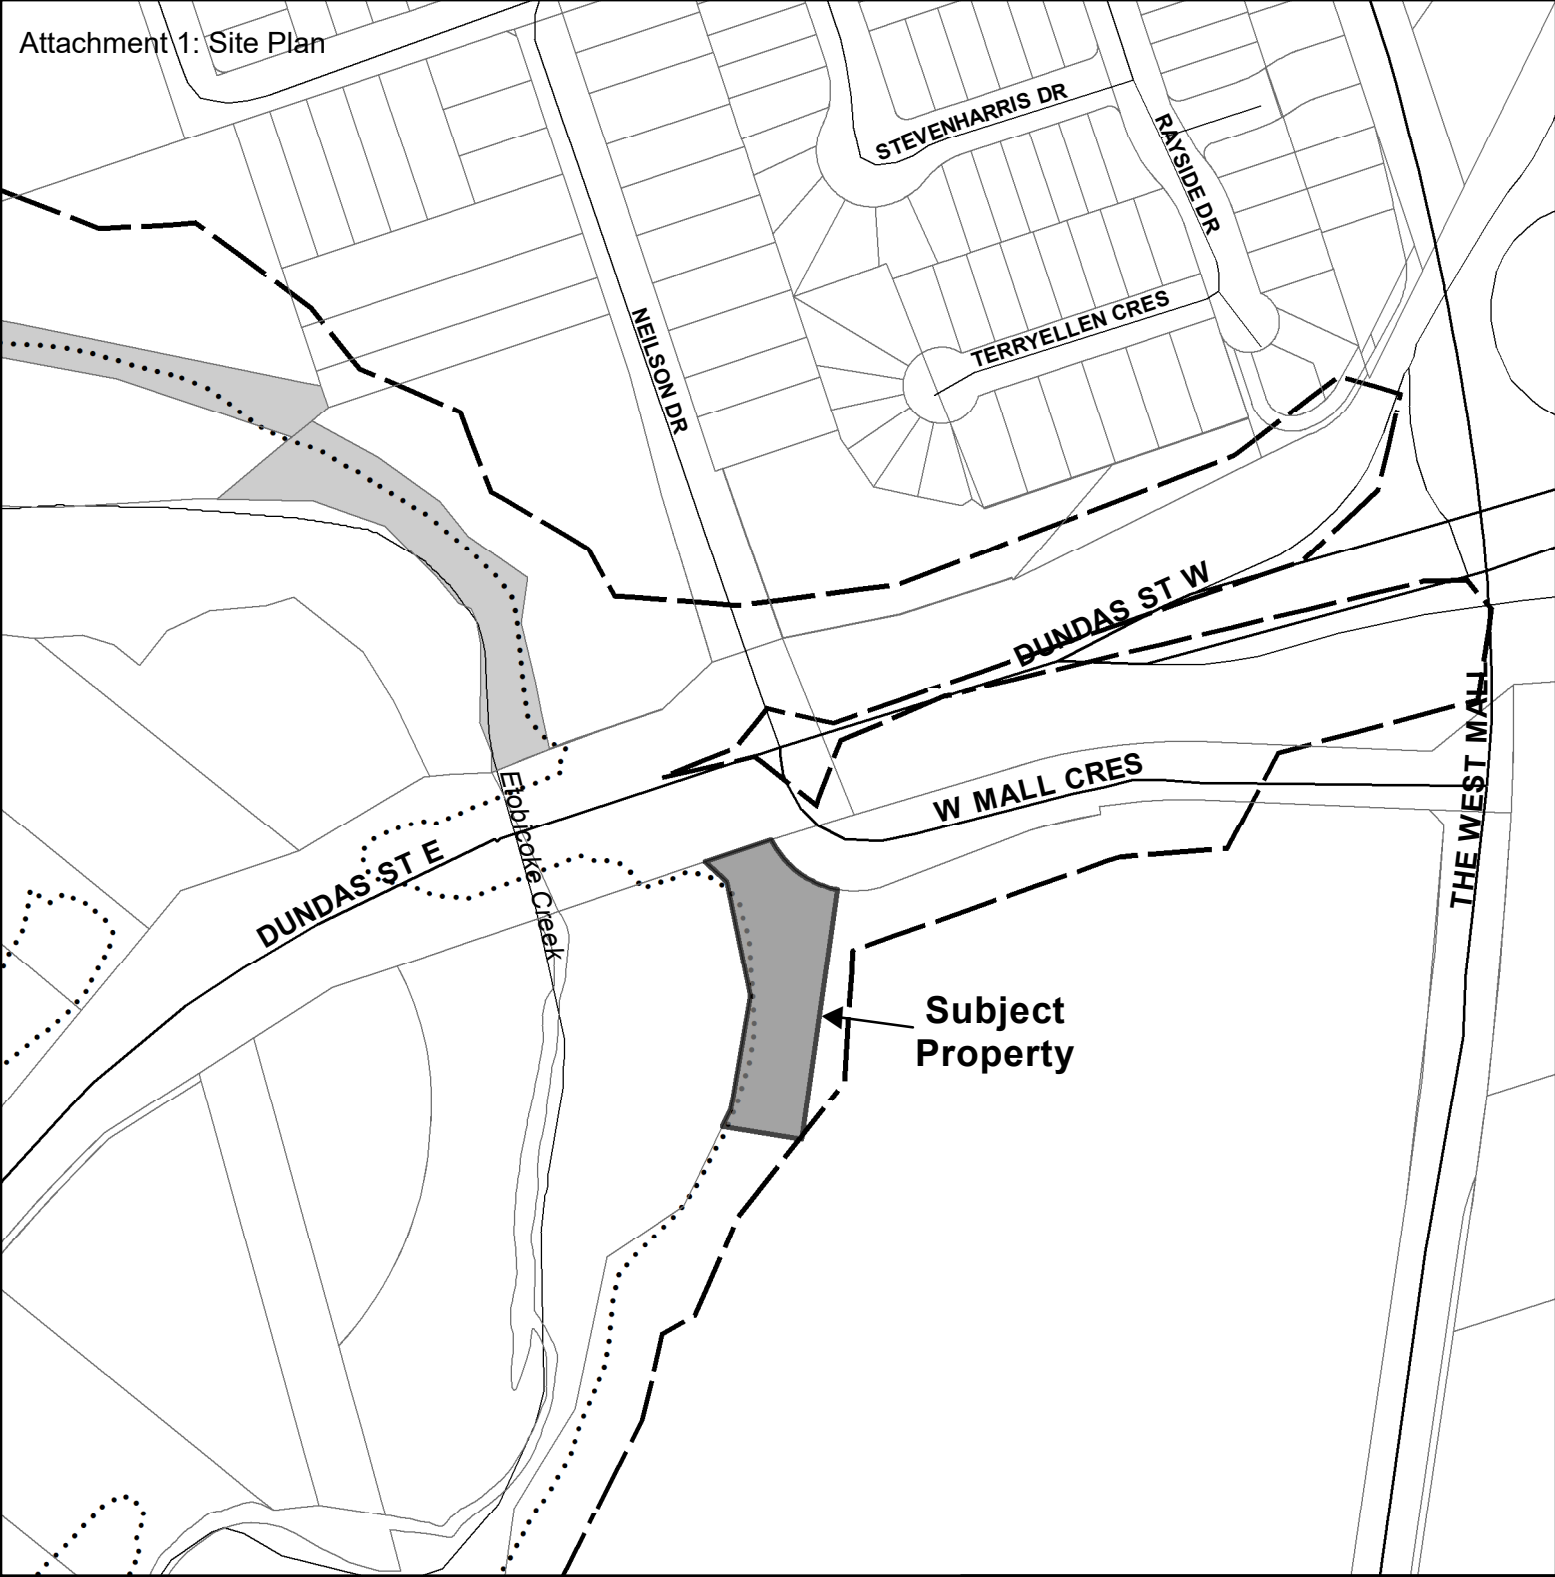 Attachment 1: Site Plan
STEVENHARRIS DR
RAYSIDE DR
TERRYELLEN CRES
NEILSON DR
DUNDAS ST W
W MALL CRES
THE WEST MALL
Etobicoke Creek
DUNDAS ST E
Subject
Property